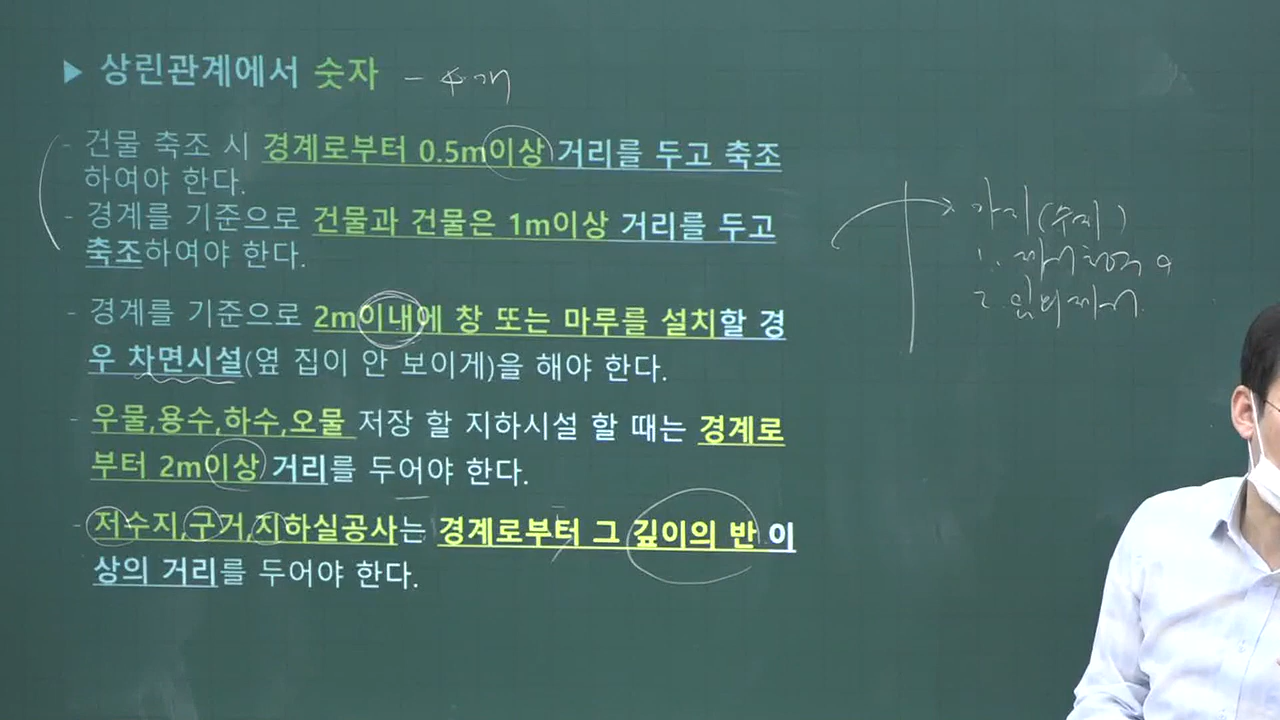 ▶ 상린관계에서 숫자
- 건물 축조 시 경계로부터 0.5m이상 거리를 두고 축조
하여야 한다.
- 경계를 기준으로 건물과 건물은 1m이상 거리를 두고
축조하여야 한다.
- 경계를 기준으로 2m이내에 창 또는 마루를 설치할 경
우 차면시설(옆 집이 안 보이게)을 해야 한다.
- 우물,용수,하수,오물 저장 할 지하시설 할 때는 경계로
부터 2m이상 거리를 두어야 한다.
- 저수지,구거,지하실공사는 경계로부터 그 깊이의 반 이
상의 거리를 두어야 한다.
가지
1.
2.